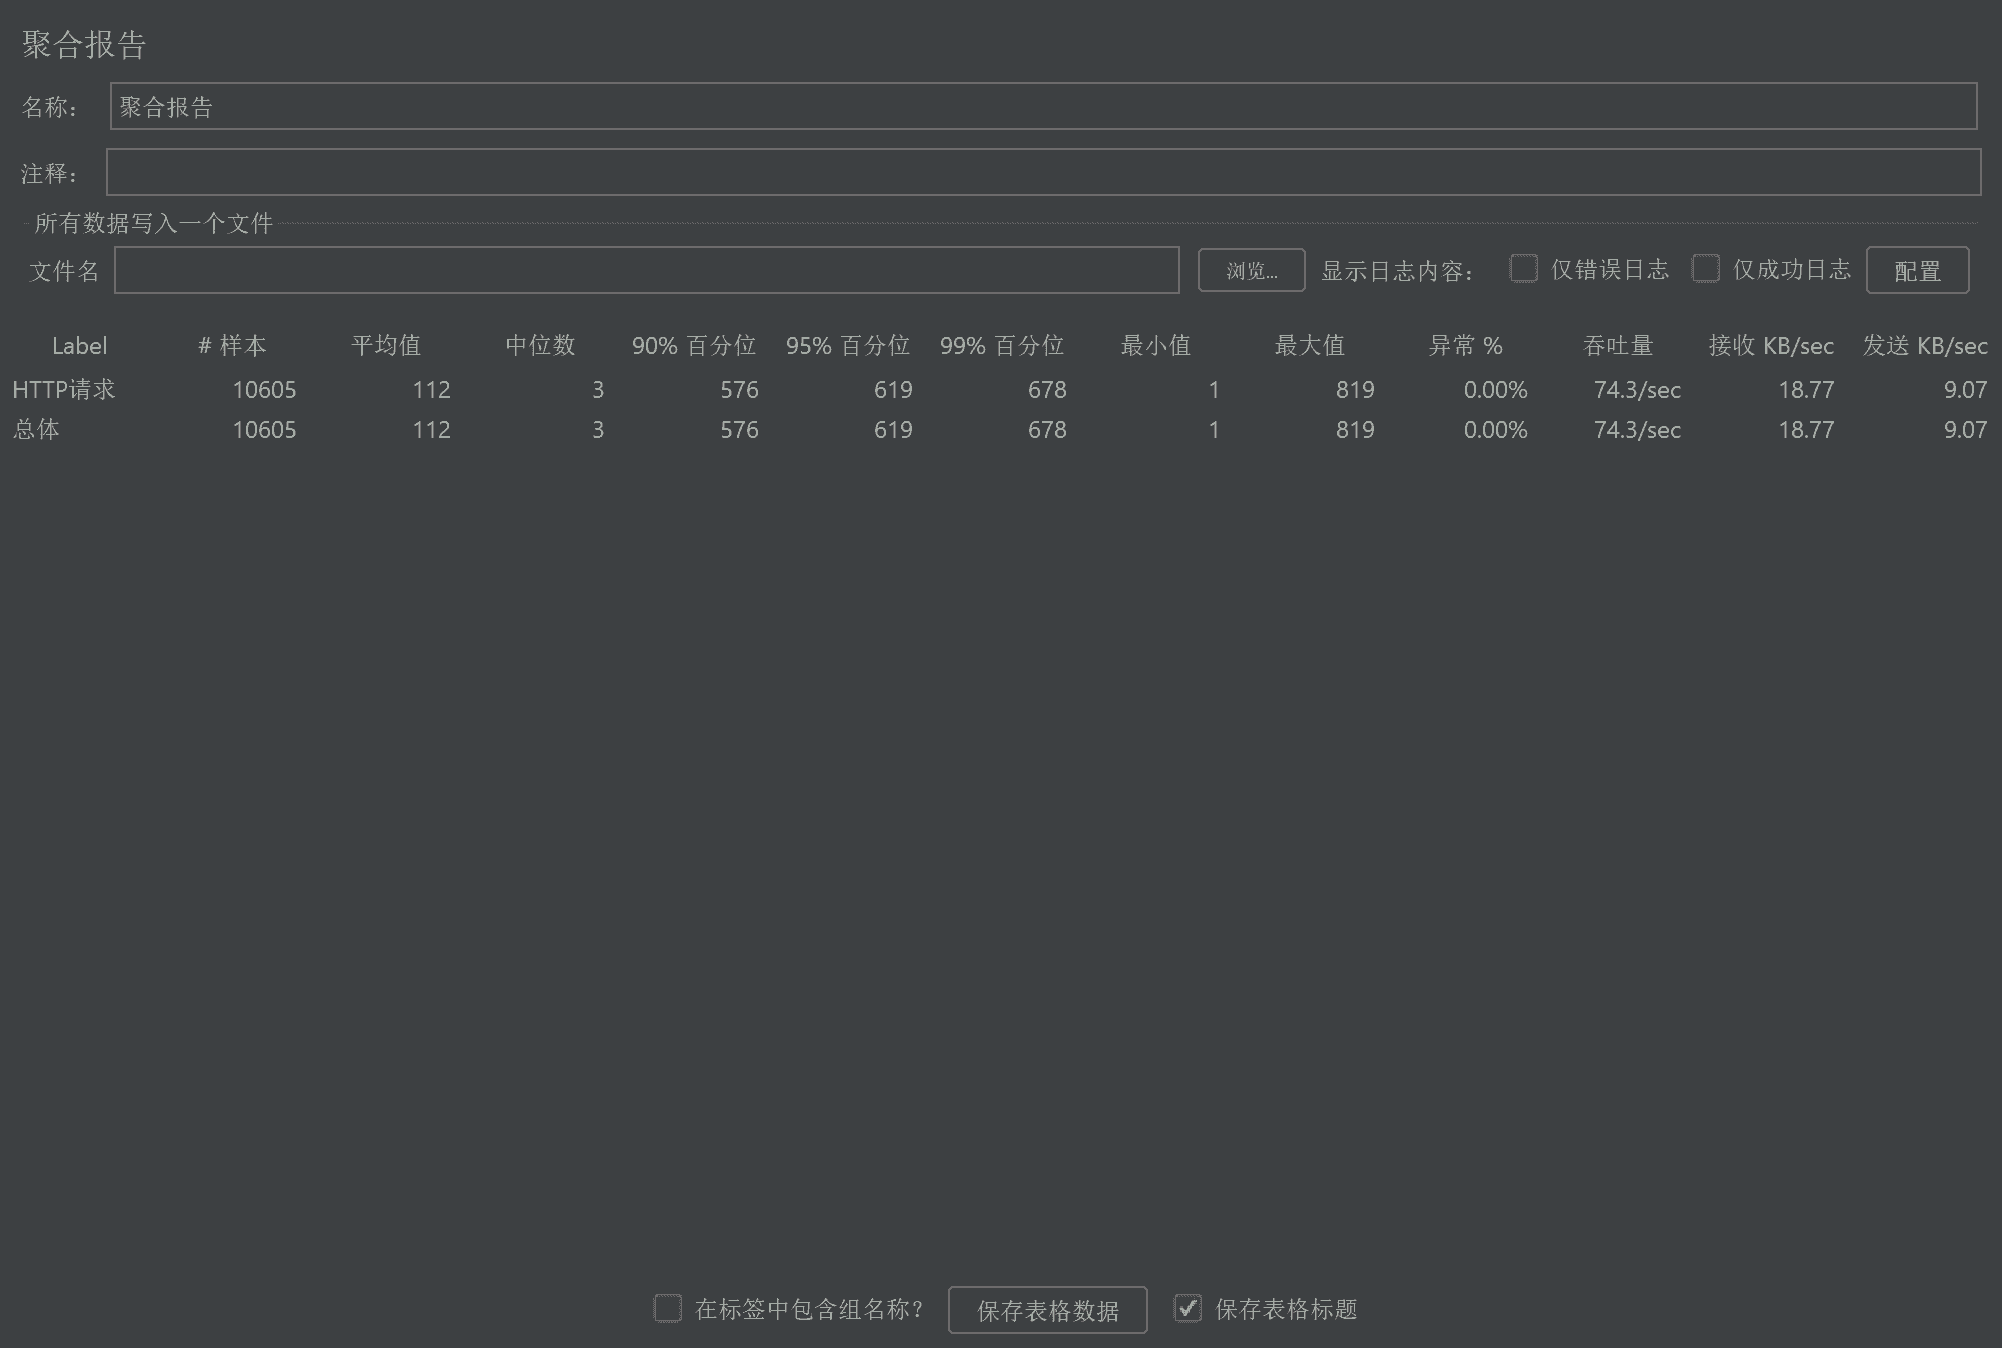 聚合报告
名称： 聚合报告
注释：
所有数据写入一个文件
文件名 浏览... 显示日志内容： 仅错误日志 仅成功日志 配置
Label # 样本 平均值 中位数 90% 百分位 95% 百分位 99% 百分位 最小值 最大值 异常 % 吞吐量 接收 KB/sec 发送 KB/sec
HTTP请求 10605 112 3 576 619 678 1 819 0.00% 74.3/sec 18.77 9.07
总体 10605 112 3 576 619 678 1 819 0.00% 74.3/sec 18.77 9.07
在标签中包含组名称？ 保存表格数据 保存表格标题